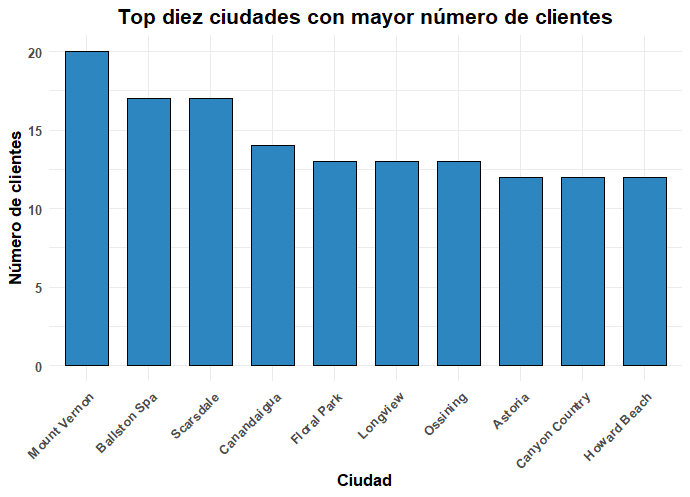 Top diez ciudades con mayor número de clientes
Número de clientes
20
15
10
5
0
Mount Vernon
Ballston Spa
Scarsdale
Canandaigua
Floral Park
Longview
Ossining
Astoria
Canyon Country
Howard Beach
Ciudad